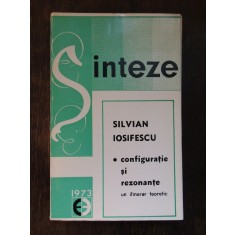 Sinteze
SILVIAN
IOSIFESCU
• configurație
și
rezonanțe
un itinerar teoretic
1973